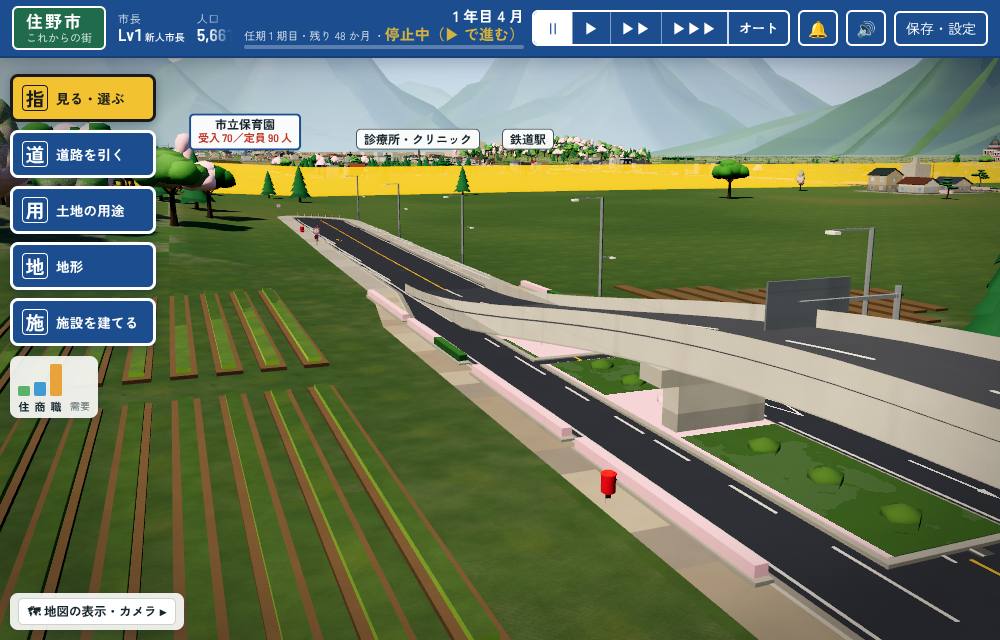 住野市
これからの街
市長
Lv1 新人市長
人口
5,66
1年目4月
任期1期目・残り 48 か月 ・停止中（▶ で進む）
オート
保存・設定
指 見る・選ぶ
道 道路を引く
用 土地の用途
地 地形
施 施設を建てる
住 商 職 需要
市立保育園
受入70／定員90人
診療所・クリニック
鉄道駅
地図の表示・カメラ ▸